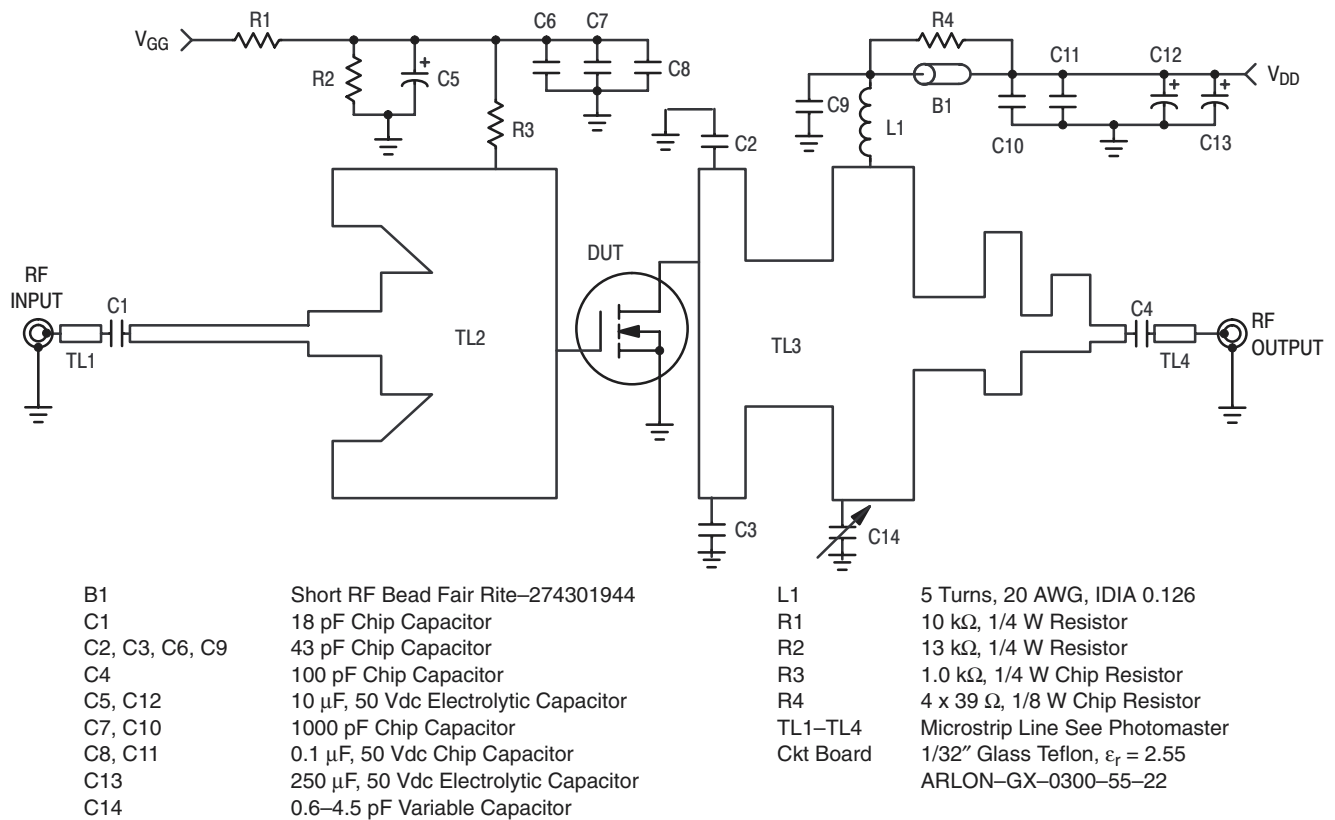 R1
C6
C7
R4
V_GG
C11
C12
V_DD
R2
C5
C8
C9
B1
R3
C2
L1
C10
C13
DUT
RF
INPUT
C1
C4
RF
OUTPUT
TL1
TL2
TL3
TL4
C3
C14
B1 Short RF Bead Fair Rite–274301944
C1 18 pF Chip Capacitor
C2, C3, C6, C9 43 pF Chip Capacitor
C4 100 pF Chip Capacitor
C5, C12 10 μF, 50 Vdc Electrolytic Capacitor
C7, C10 1000 pF Chip Capacitor
C8, C11 0.1 μF, 50 Vdc Chip Capacitor
C13 250 μF, 50 Vdc Electrolytic Capacitor
C14 0.6–4.5 pF Variable Capacitor
L1 5 Turns, 20 AWG, IDIA 0.126
R1 10 kΩ, 1/4 W Resistor
R2 13 kΩ, 1/4 W Resistor
R3 1.0 kΩ, 1/4 W Chip Resistor
R4 4 x 39 Ω, 1/8 W Chip Resistor
TL1–TL4 Microstrip Line See Photomaster
Ckt Board 1/32″ Glass Teflon, ε_r = 2.55
ARLON–GX–0300–55–22